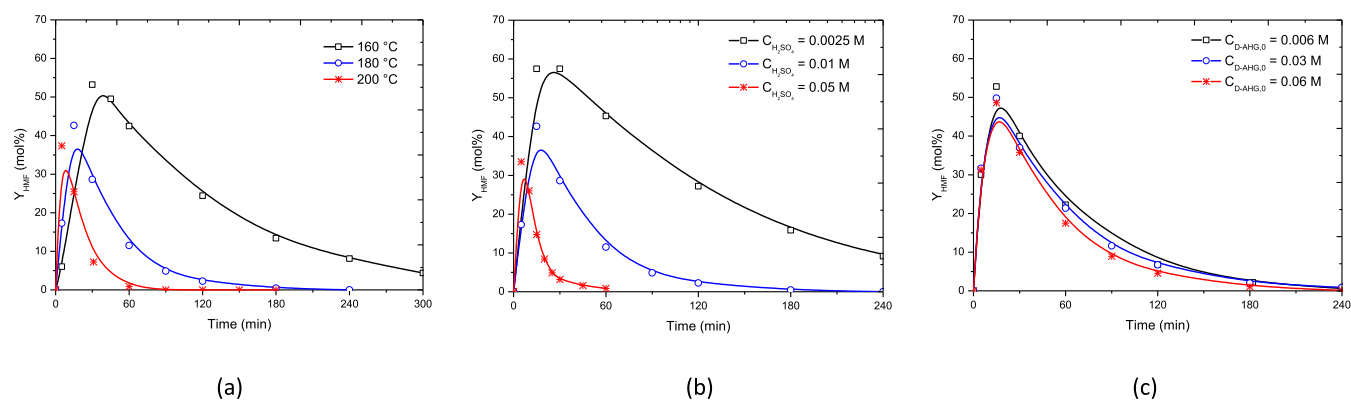 70
60
50
40
30
20
10
0
Y_HMF (mol%)
160 °C
180 °C
200 °C
0 60 120 180 240 300
Time (min)
(a)
70
60
50
40
30
20
10
0
Y_HMF (mol%)
C_H₂SO₄ = 0.0025 M
C_H₂SO₄ = 0.01 M
C_H₂SO₄ = 0.05 M
0 60 120 180 240
Time (min)
(b)
70
60
50
40
30
20
10
0
Y_HMF (mol%)
C_D-AHG,0 = 0.006 M
C_D-AHG,0 = 0.03 M
C_D-AHG,0 = 0.06 M
0 60 120 180 240
Time (min)
(c)